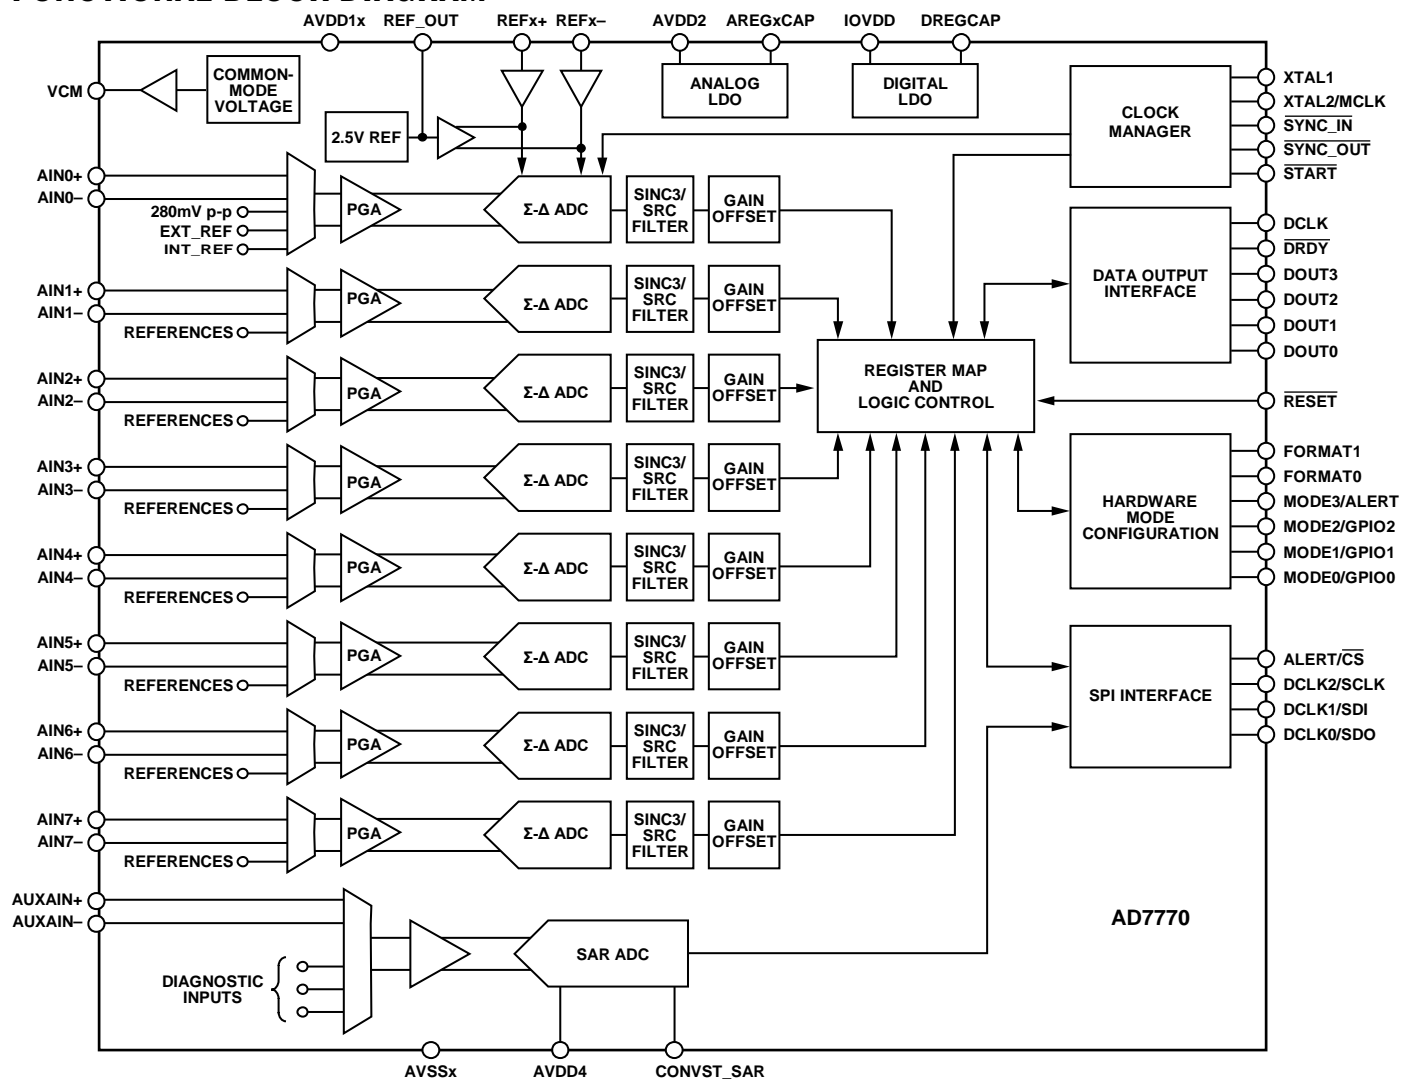 FUNCTIONAL BLOCK DIAGRAM
AVDD1x REF_OUT REFx+ REFx– AVDD2 AREGxCAP IOVDD DREGCAP
VCM
COMMON-
MODE
VOLTAGE
2.5V REF
ANALOG
LDO
DIGITAL
LDO
CLOCK
MANAGER
XTAL1
XTAL2/MCLK
SYNC_IN
SYNC_OUT
START
AIN0+
AIN0–
280mV p-p
EXT_REF
INT_REF
PGA
Σ-Δ ADC
SINC3/
SRC
FILTER
GAIN
OFFSET
DATA OUTPUT
INTERFACE
DCLK
DRDY
DOUT3
DOUT2
DOUT1
DOUT0
AIN1+
AIN1–
REFERENCES
PGA
Σ-Δ ADC
SINC3/
SRC
FILTER
GAIN
OFFSET
REGISTER MAP
AND
LOGIC CONTROL
RESET
AIN2+
AIN2–
REFERENCES
PGA
Σ-Δ ADC
SINC3/
SRC
FILTER
GAIN
OFFSET
AIN3+
AIN3–
REFERENCES
PGA
Σ-Δ ADC
SINC3/
SRC
FILTER
GAIN
OFFSET
HARDWARE
MODE
CONFIGURATION
FORMAT1
FORMAT0
MODE3/ALERT
MODE2/GPIO2
MODE1/GPIO1
MODE0/GPIO0
AIN4+
AIN4–
REFERENCES
PGA
Σ-Δ ADC
SINC3/
SRC
FILTER
GAIN
OFFSET
AIN5+
AIN5–
REFERENCES
PGA
Σ-Δ ADC
SINC3/
SRC
FILTER
GAIN
OFFSET
SPI INTERFACE
ALERT/CS
DCLK2/SCLK
DCLK1/SDI
DCLK0/SDO
AIN6+
AIN6–
REFERENCES
PGA
Σ-Δ ADC
SINC3/
SRC
FILTER
GAIN
OFFSET
AIN7+
AIN7–
REFERENCES
PGA
Σ-Δ ADC
SINC3/
SRC
FILTER
GAIN
OFFSET
AUXAIN+
AUXAIN–
DIAGNOSTIC
INPUTS
SAR ADC
AD7770
AVSSx AVDD4 CONVST_SAR